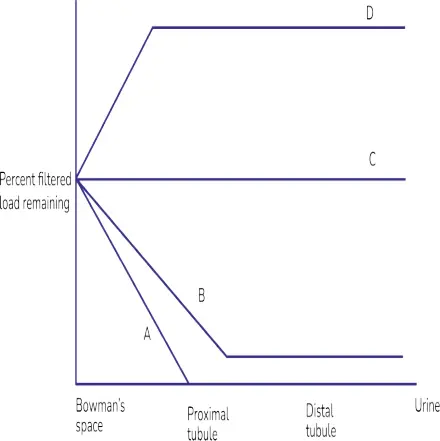 D
C
Percent filtered
load remaining
B
A
Bowman's
space
Proximal
tubule
Distal
tubule
Urine